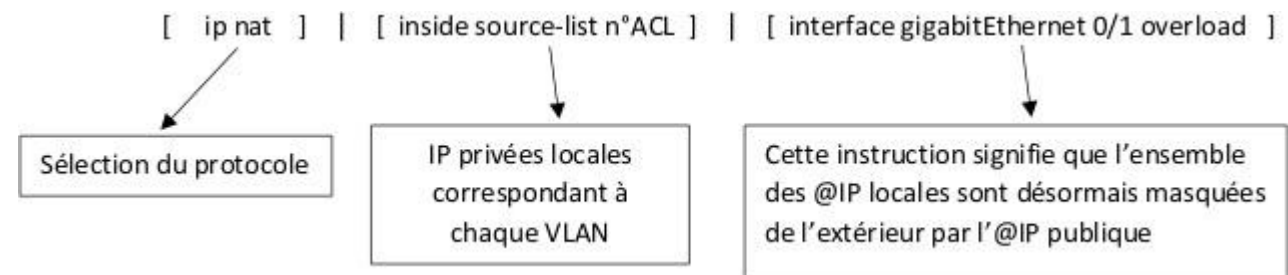 [ ip nat ] | [ inside source-list n°ACL ] | [ interface gigabitEthernet 0/1 overload ]
Sélection du protocole
IP privées locales
correspondant à
chaque VLAN
Cette instruction signifie que l'ensemble
des @IP locales sont désormais masquées
de l'extérieur par l'@IP publique